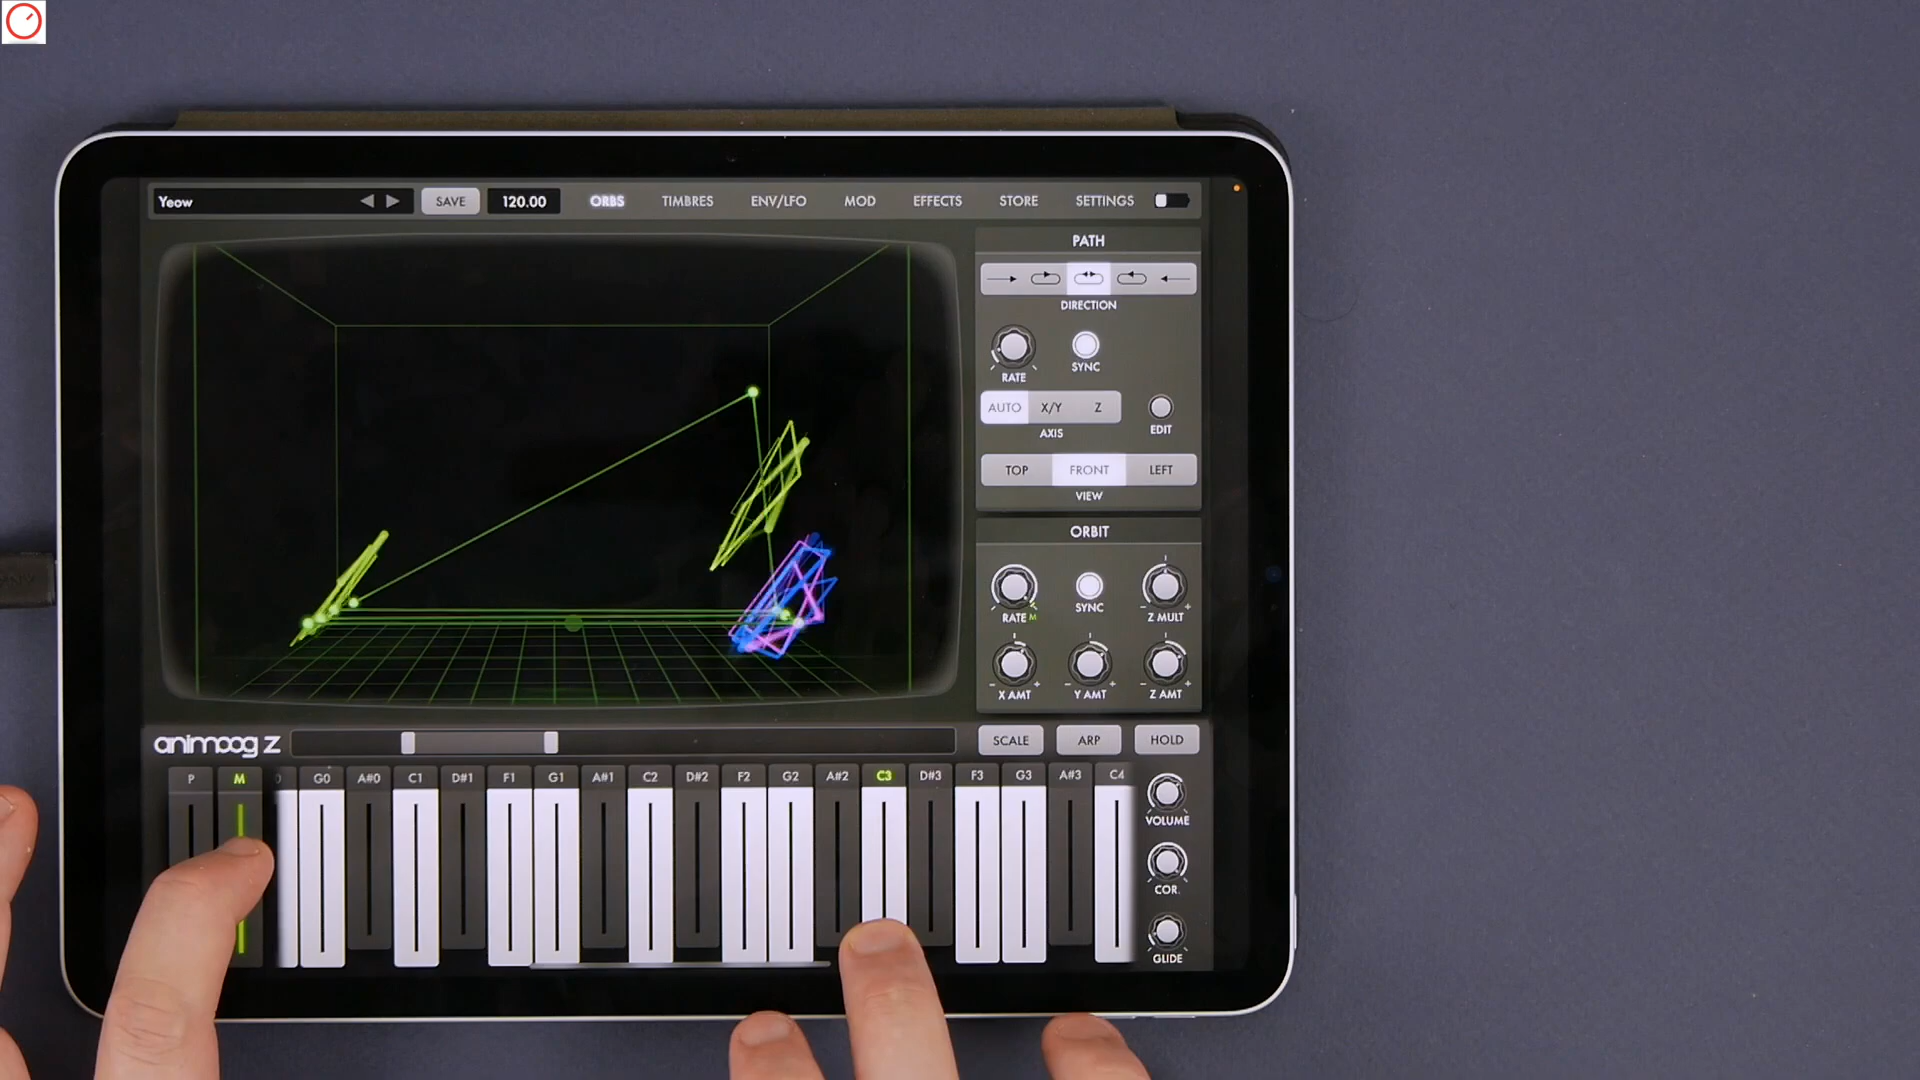 Yeow
SAVE
120.00
ORBS
TIMBRES
ENV/LFO
MOD
EFFECTS
STORE
SETTINGS
PATH
DIRECTION
RATE
SYNC
AUTO
X/Y
Z
AXIS
EDIT
TOP
FRONT
LEFT
VIEW
ORBIT
RATE M
SYNC
Z MULT
X AMT
Y AMT
Z AMT
animoog Z
SCALE
ARP
HOLD
P
M
G0
A#0
C1
D#1
F1
G1
A#1
C2
D#2
F2
G2
A#2
C3
D#3
F3
G3
A#3
C4
VOLUME
COR.
GLIDE